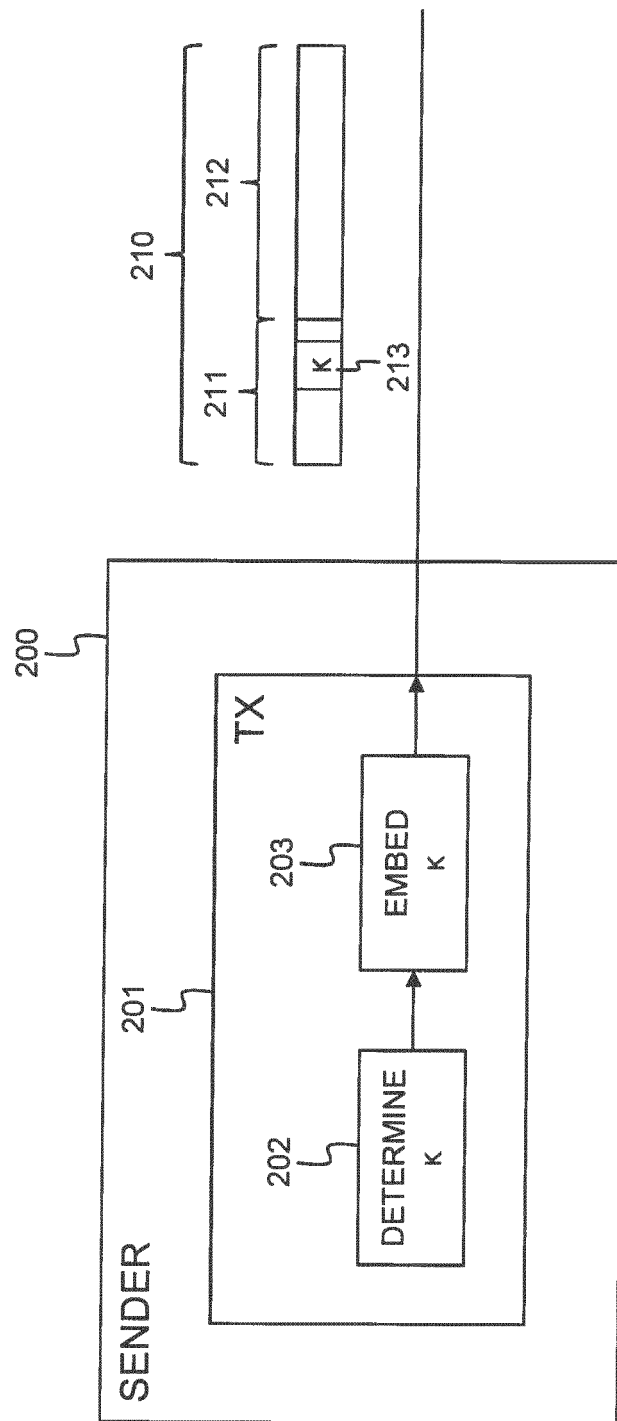 SENDER
200
201
TX
202
DETERMINE
κ
203
EMBED
κ
210
211
212
K
213